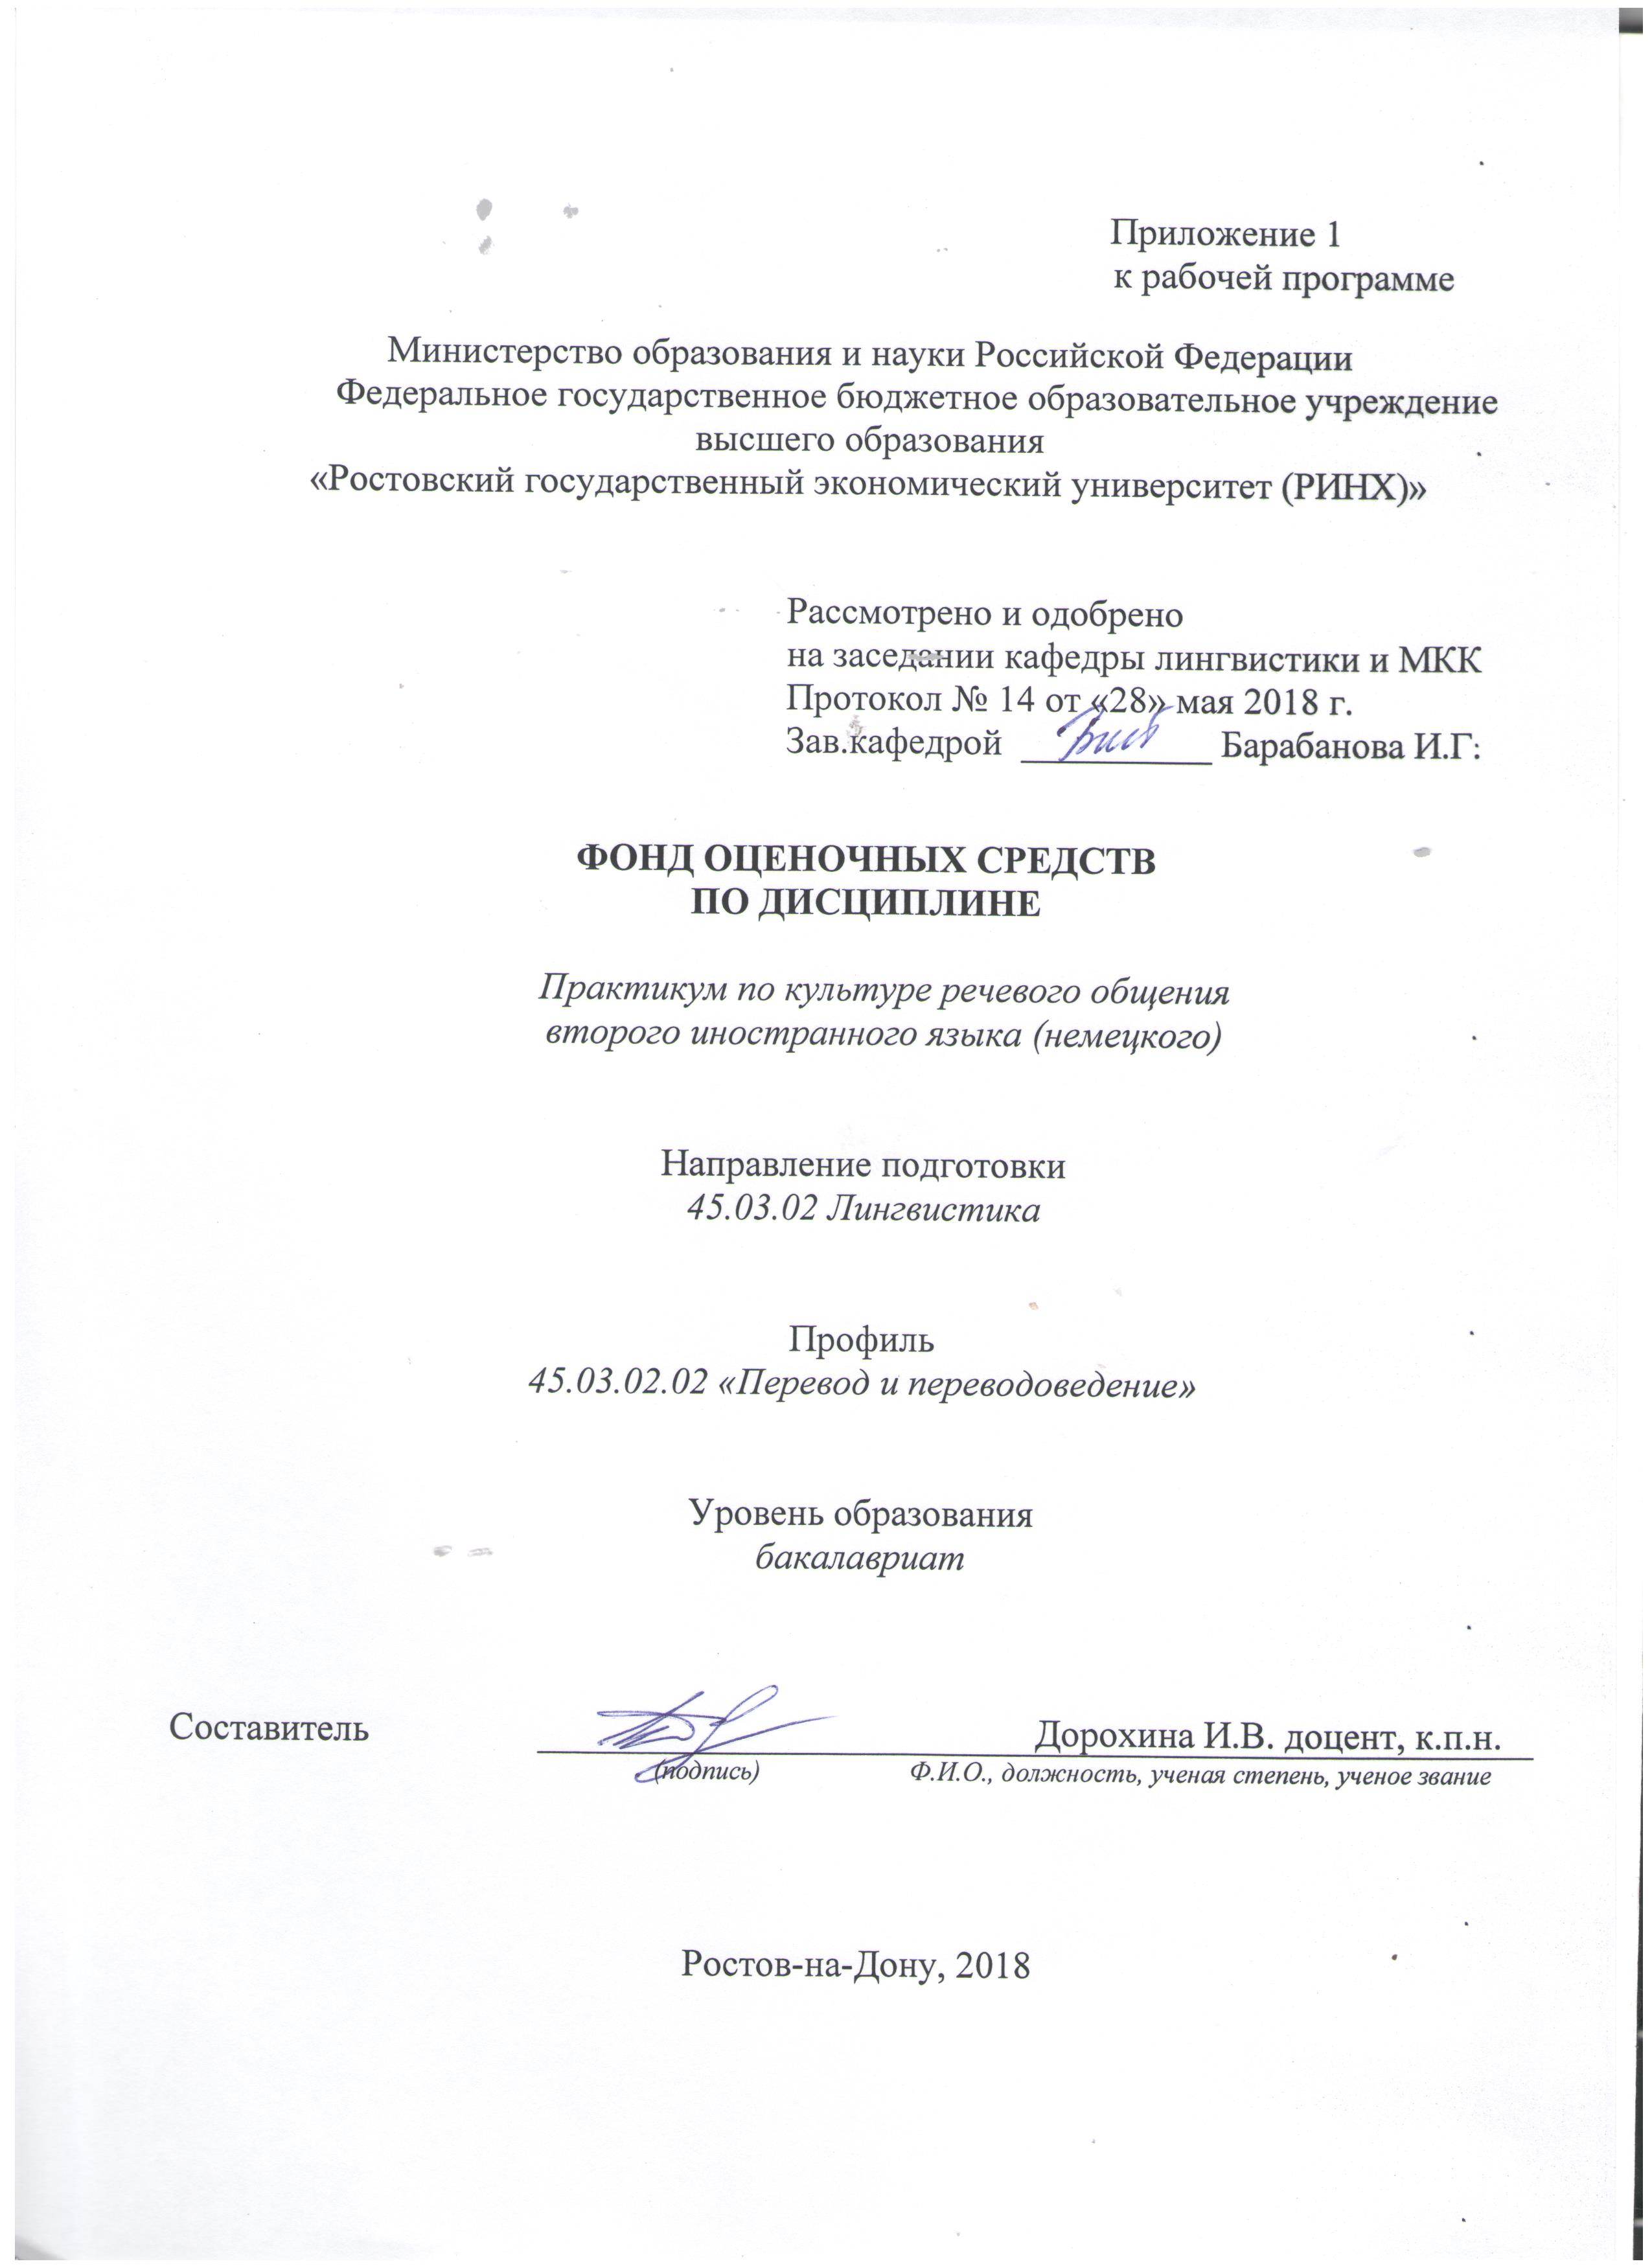 Приложение 1
к рабочей программе
Министерство образования и науки Российской Федерации
Федеральное государственное бюджетное образовательное учреждение
высшего образования
«Ростовский государственный экономический университет (РИНХ)»
Рассмотрено и одобрено
на заседании кафедры лингвистики и МКК
Протокол № 14 от «28» мая 2018 г.
Зав.кафедрой ____________ Барабанова И.Г.
ФОНД ОЦЕНОЧНЫХ СРЕДСТВ
ПО ДИСЦИПЛИНЕ
Практикум по культуре речевого общения
второго иностранного языка (немецкого)
Направление подготовки
45.03.02 Лингвистика
Профиль
45.03.02.02 «Перевод и переводоведение»
Уровень образования
бакалавриат
Составитель Дорохина И.В. доцент, к.п.н.
(подпись) Ф.И.О., должность, ученая степень, ученое звание
Ростов-на-Дону, 2018